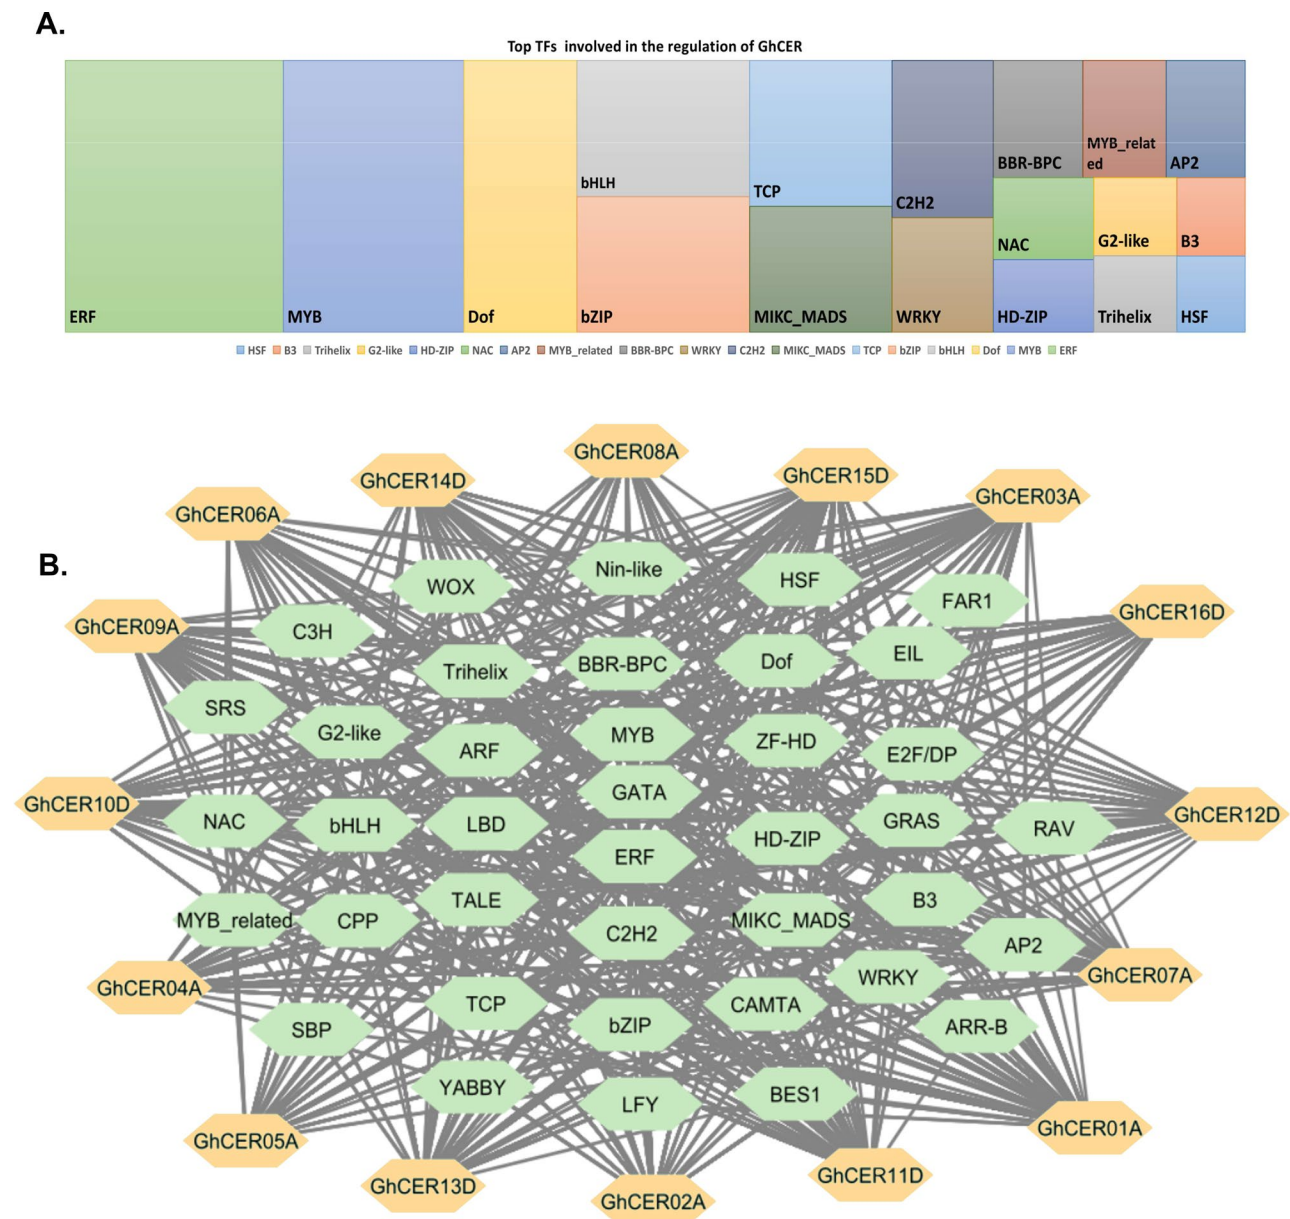 A.
Top TFs involved in the regulation of GhCER
ERF
MYB
Dof
bHLH
bZIP
TCP
MIKC_MADS
C2H2
WRKY
BBR-BPC
MYB_relat
ed
AP2
NAC
G2-like
B3
HD-ZIP
Trihelix
HSF
HSF B3 Trihelix G2-like HD-ZIP NAC AP2 MYB_related BBR-BPC WRKY C2H2 MIKC_MADS TCP bZIP bHLH Dof MYB ERF
B.
GhCER08A
GhCER14D
GhCER15D
GhCER03A
GhCER06A
GhCER09A
GhCER16D
GhCER10D
GhCER12D
GhCER04A
GhCER07A
GhCER05A
GhCER01A
GhCER13D
GhCER02A
GhCER11D
WOX
Nin-like
HSF
FAR1
C3H
Trihelix
BBR-BPC
Dof
EIL
SRS
G2-like
ARF
MYB
ZF-HD
E2F/DP
GATA
NAC
bHLH
LBD
ERF
HD-ZIP
GRAS
RAV
MYB_related
CPP
TALE
C2H2
MIKC_MADS
B3
AP2
SBP
TCP
bZIP
CAMTA
WRKY
ARR-B
YABBY
LFY
BES1